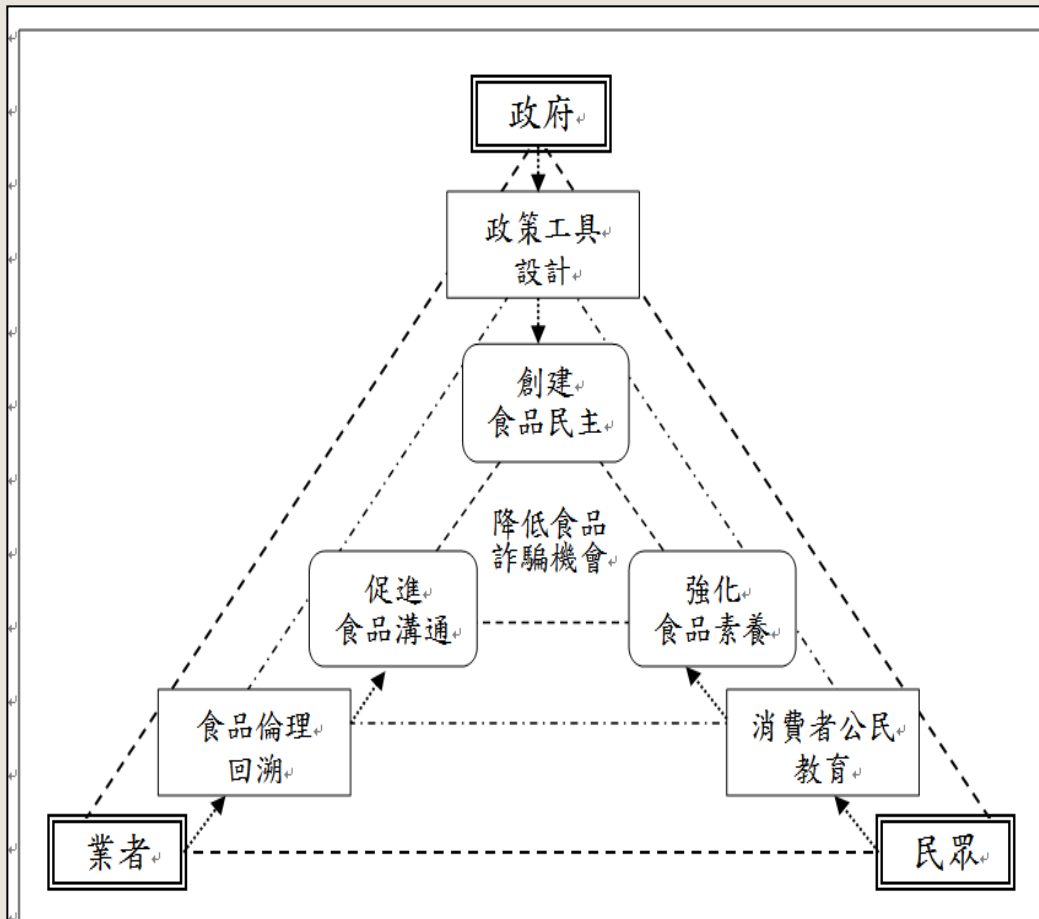 政府
政策工具
設計
創建
食品民主
降低食品
詐騙機會
促進
食品溝通
強化
食品素養
食品倫理
回溯
消費者公民
教育
業者
民眾